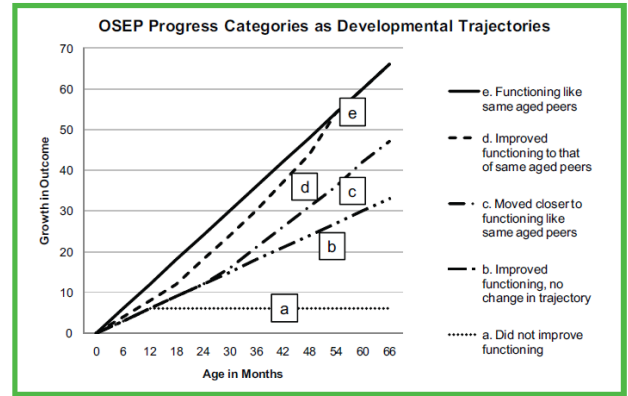 OSEP Progress Categories as Developmental Trajectories
70
60
50
40
30
20
10
0
Growth in Outcome
0 6 12 18 24 30 36 42 48 54 60 66
Age in Months
e
d
c
b
a
e. Functioning like
same aged peers
d. Improved
functioning to that
of same aged peers
c. Moved closer to
functioning like
same aged peers
b. Improved
functioning, no
change in trajectory
a. Did not improve
functioning